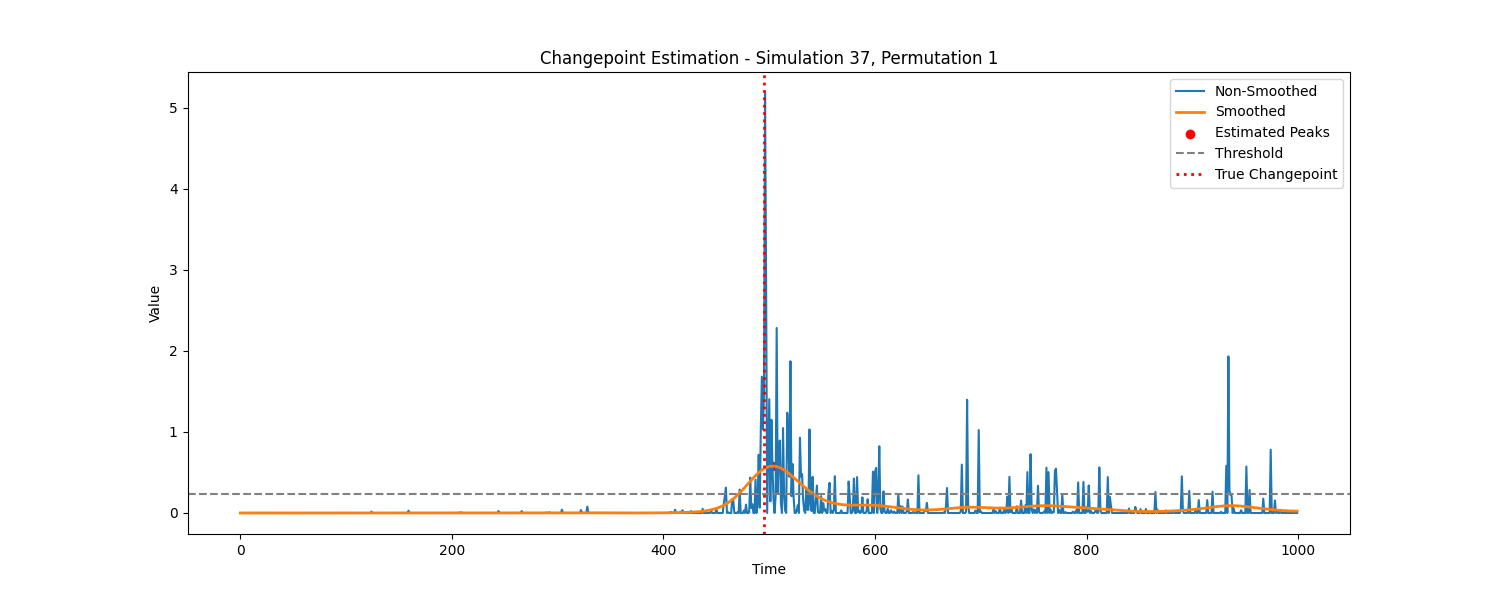 Changepoint Estimation - Simulation 37, Permutation 1
Non-Smoothed
Smoothed
Estimated Peaks
Threshold
True Changepoint
5
4
3
2
1
0
Value
0 200 400 600 800 1000
Time